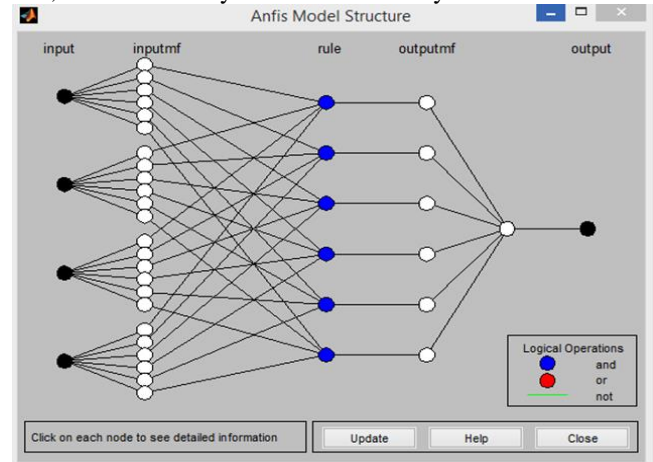 Anfis Model Structure
input inputmf rule outputmf output
Logical Operations
and
or
not
Click on each node to see detailed information
Update Help Close